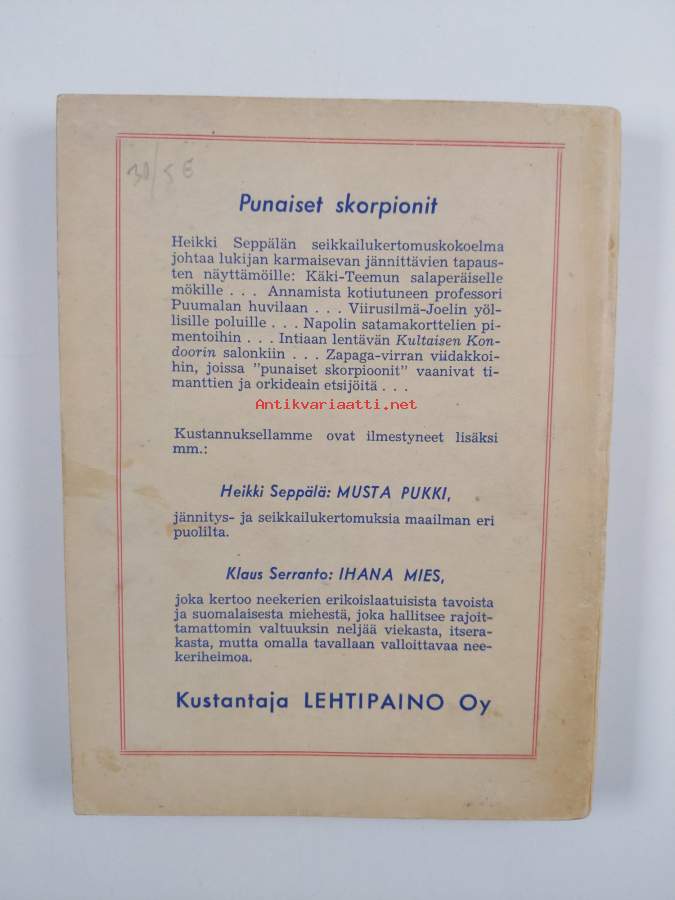 30/5 E
Punaiset skorpionit
Heikki Seppälän seikkailukertomuskokoelma
johtaa lukijan karmaisevan jännittävien tapaus-
ten näyttämöille: Käki-Teemun salaperäiselle
mökille . . . Annamista kotiutuneen professori
Puumalan huvilaan . . . Viirusilmä-Joelin yöl-
lisille poluille . . . Napolin satamakorttelien pi-
mentoihin . . . Intiaan lentävän Kultaisen Kon-
doorin salonkiin . . . Zapaga-virran viidakkoi-
hin, joissa ”punaiset skorpioonit” vaanivat ti-
manttien ja orkideain etsijöitä . . .
Antikvariaatti.net
Kustannuksellamme ovat ilmestyneet lisäksi
mm.:
Heikki Seppälä: MUSTA PUKKI,
jännitys- ja seikkailukertomuksia maailman eri
puolilta.
Klaus Serranto: IHANA MIES,
joka kertoo neekerien erikoislaatuisista tavoista
ja suomalaisesta miehestä, joka hallitsee rajoit-
tamattomin valtuuksin neljää viekasta, itsera-
kasta, mutta omalla tavallaan valloittavaa nee-
keriheimoa.
Kustantaja LEHTIPAINO Oy